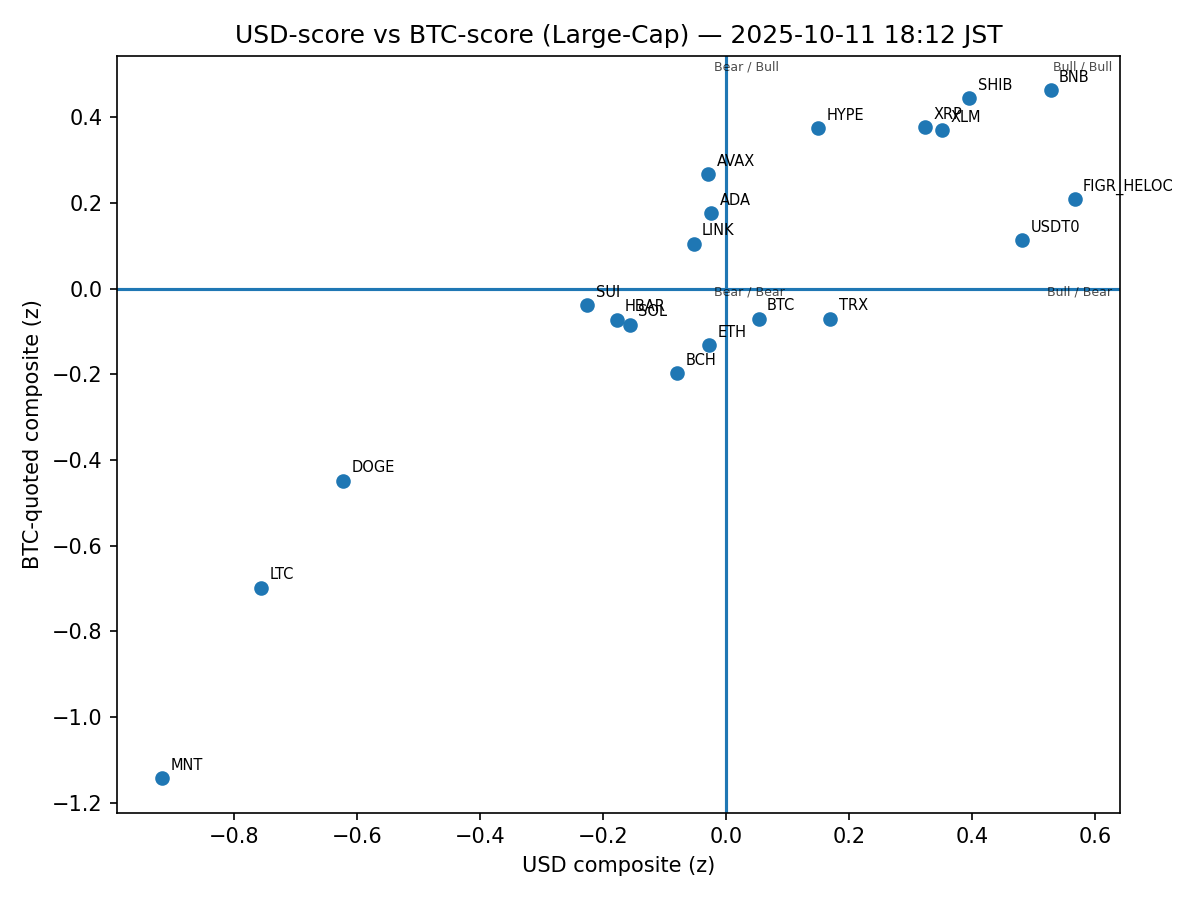 USD-score vs BTC-score (Large-Cap) — 2025-10-11 18:12 JST
Bear / Bull
Bull / Bull
BNB
SHIB
HYPE
XRP
XLM
AVAX
FIGR_HELOC
ADA
USDT0
LINK
Bear / Bear
Bull / Bear
SUI
HBAR
SOL
BTC
TRX
ETH
BCH
DOGE
LTC
MNT
0.4
0.2
0.0
−0.2
−0.4
−0.6
−0.8
−1.0
−1.2
−0.8
−0.6
−0.4
−0.2
0.0
0.2
0.4
0.6
USD composite (z)
BTC-quoted composite (z)